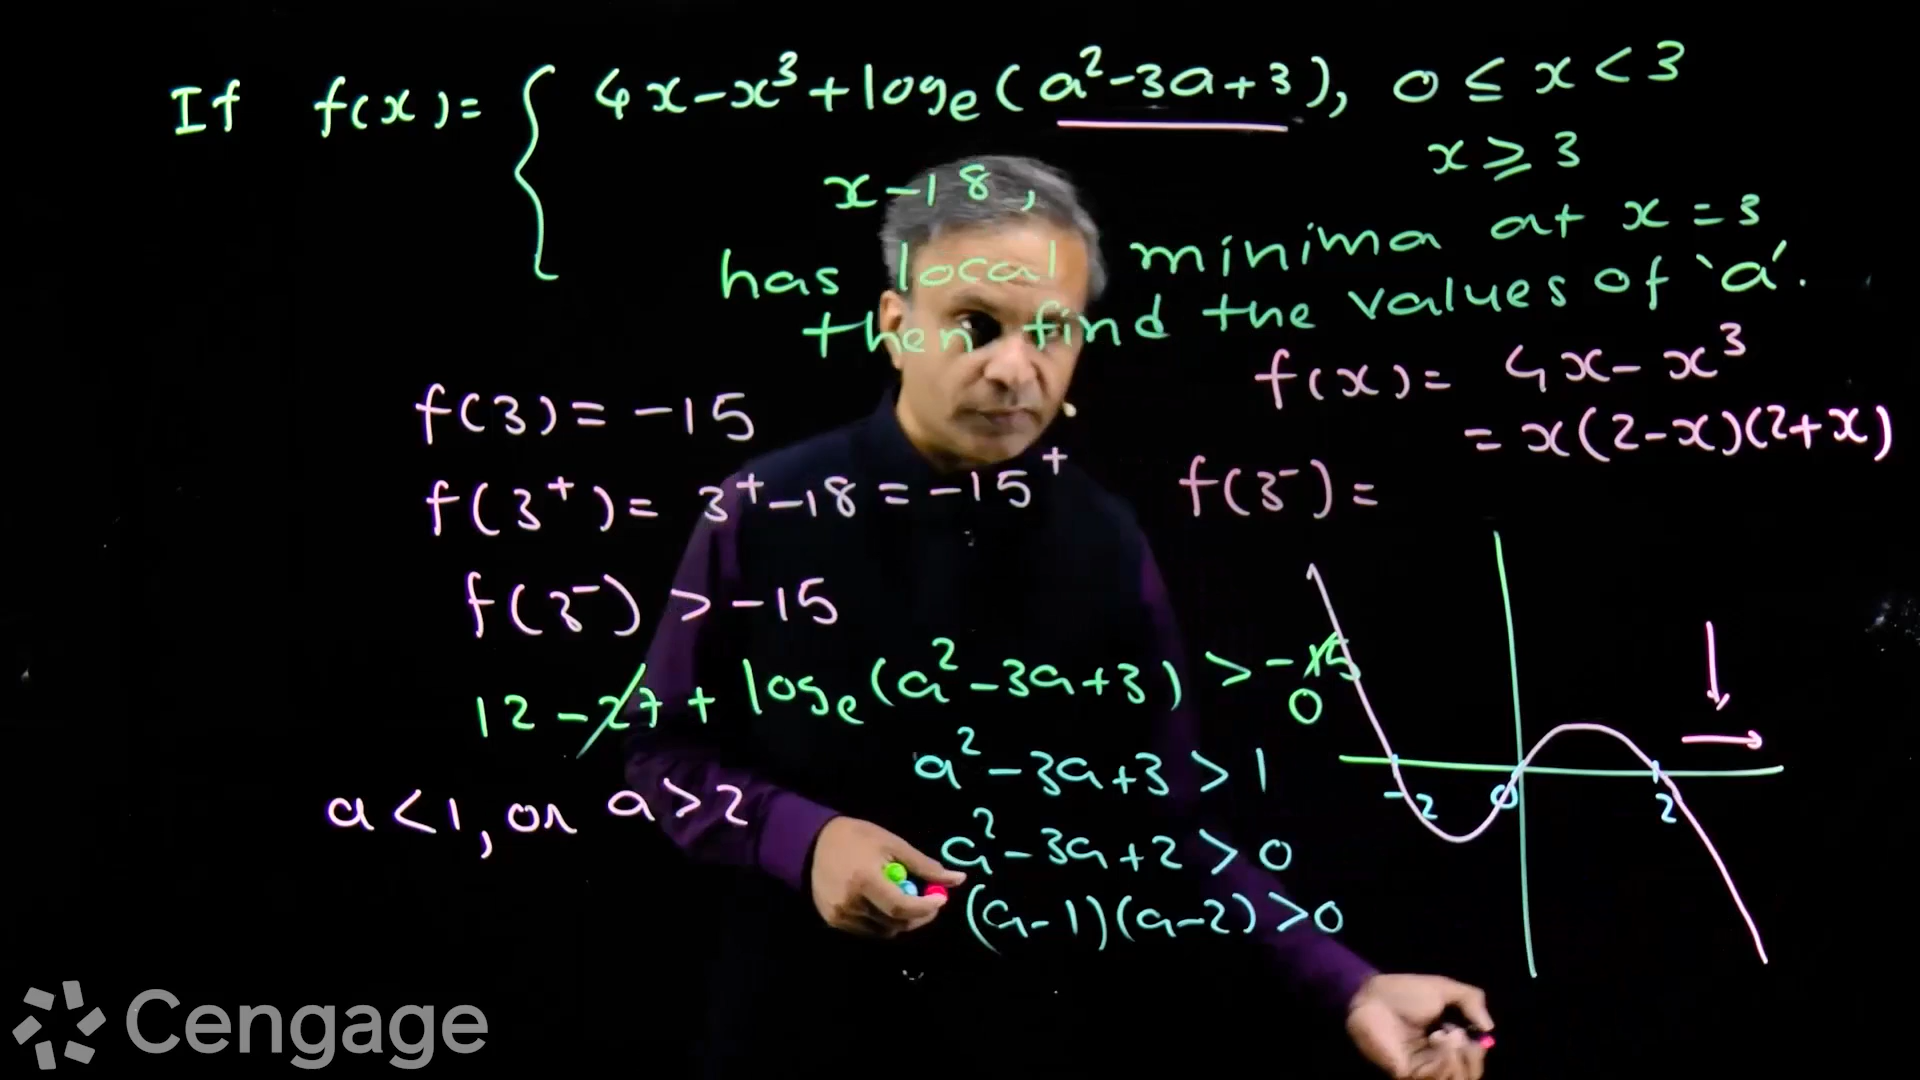 If f(x) = { 4x - x³ + logₑ(a² - 3a + 3), 0 ≤ x < 3
x - 18, x ⩾ 3
has local minima at x = 3
then find the values of 'a'.
f(x) = 4x - x³
= x(2-x)(2+x)
f(3) = -15
f(3⁺) = 3⁺ - 18 = -15⁺
f(3⁻) =
f(3⁻) > -15
12 - 27 + logₑ(a² - 3a + 3) > -15
0
a² - 3a + 3 > 1
a < 1, or a > 2
a² - 3a + 2 > 0
(a-1)(a-2) > 0
-2 0 2
Cengage